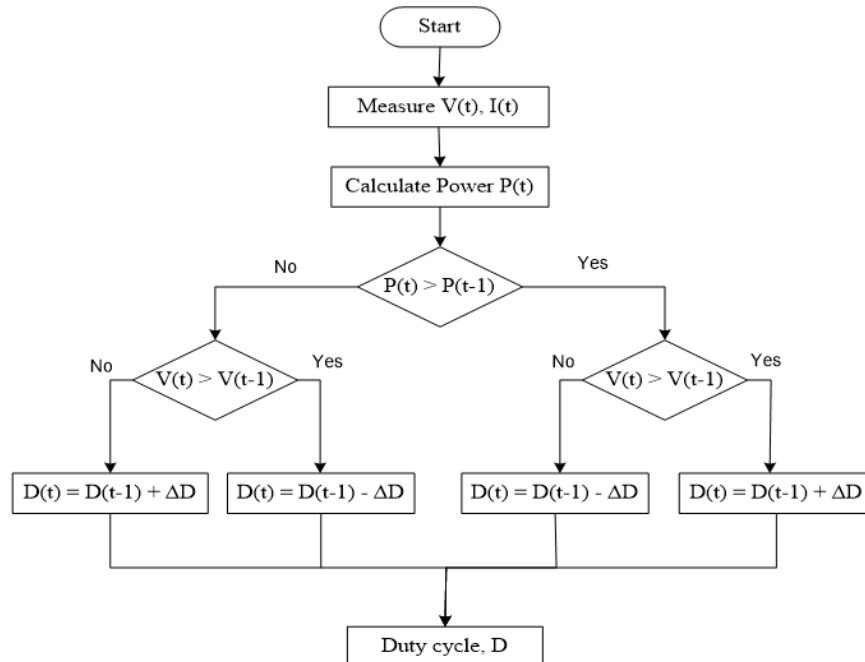 Start
Measure V(t), I(t)
Calculate Power P(t)
No
Yes
P(t) > P(t-1)
No
Yes
No
Yes
V(t) > V(t-1)
V(t) > V(t-1)
D(t) = D(t-1) + ΔD
D(t) = D(t-1) - ΔD
D(t) = D(t-1) - ΔD
D(t) = D(t-1) + ΔD
Duty cycle, D